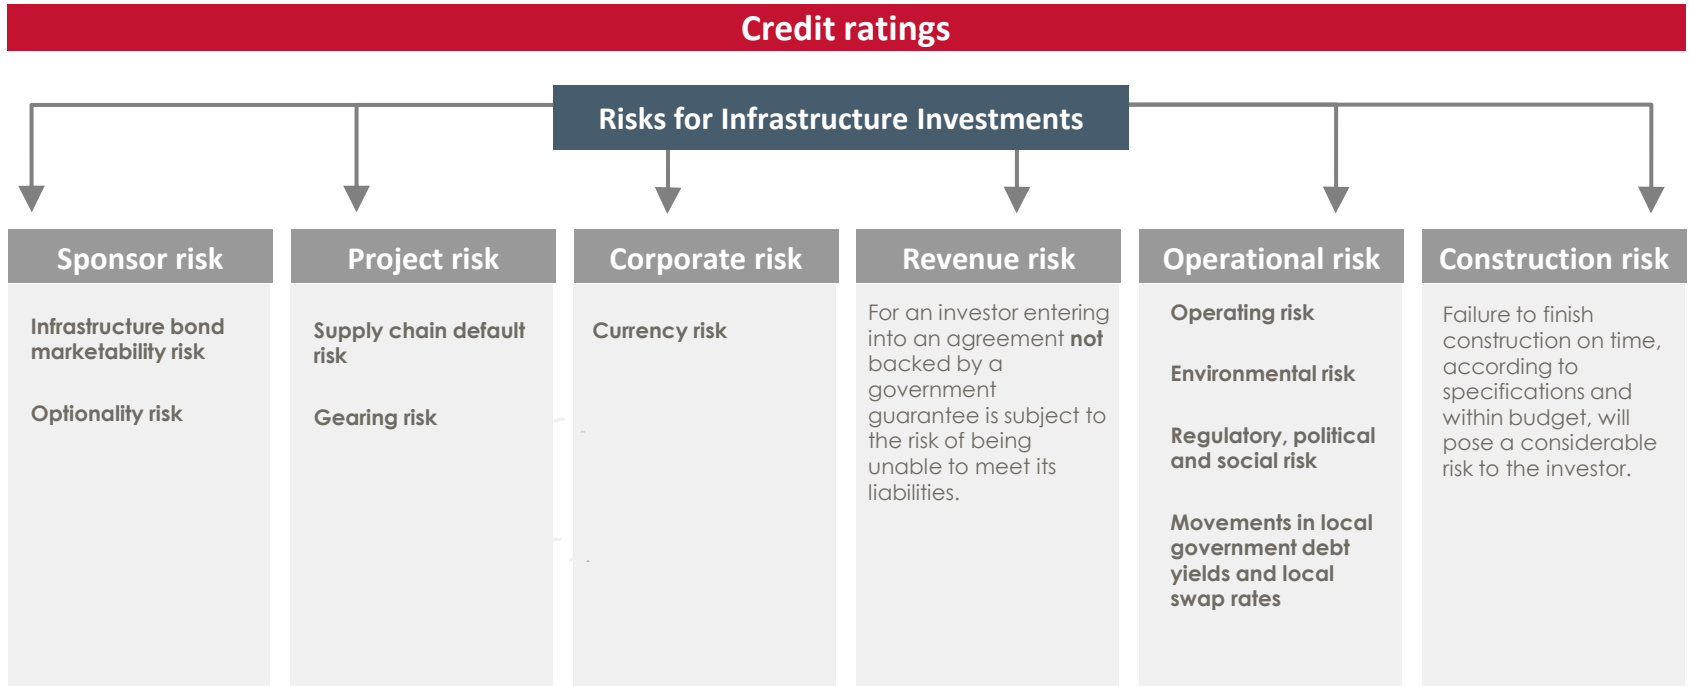 Credit ratings
Risks for Infrastructure Investments
Sponsor risk
Infrastructure bond
marketability risk
Optionality risk
Project risk
Supply chain default
risk
Gearing risk
Corporate risk
Currency risk
Revenue risk
For an investor entering
into an agreement not
backed by a
government
guarantee is subject to
the risk of being
unable to meet its
liabilities.
Operational risk
Operating risk
Environmental risk
Regulatory, political
and social risk
Movements in local
government debt
yields and local
swap rates
Construction risk
Failure to finish
construction on time,
according to
specifications and
within budget, will
pose a considerable
risk to the investor.